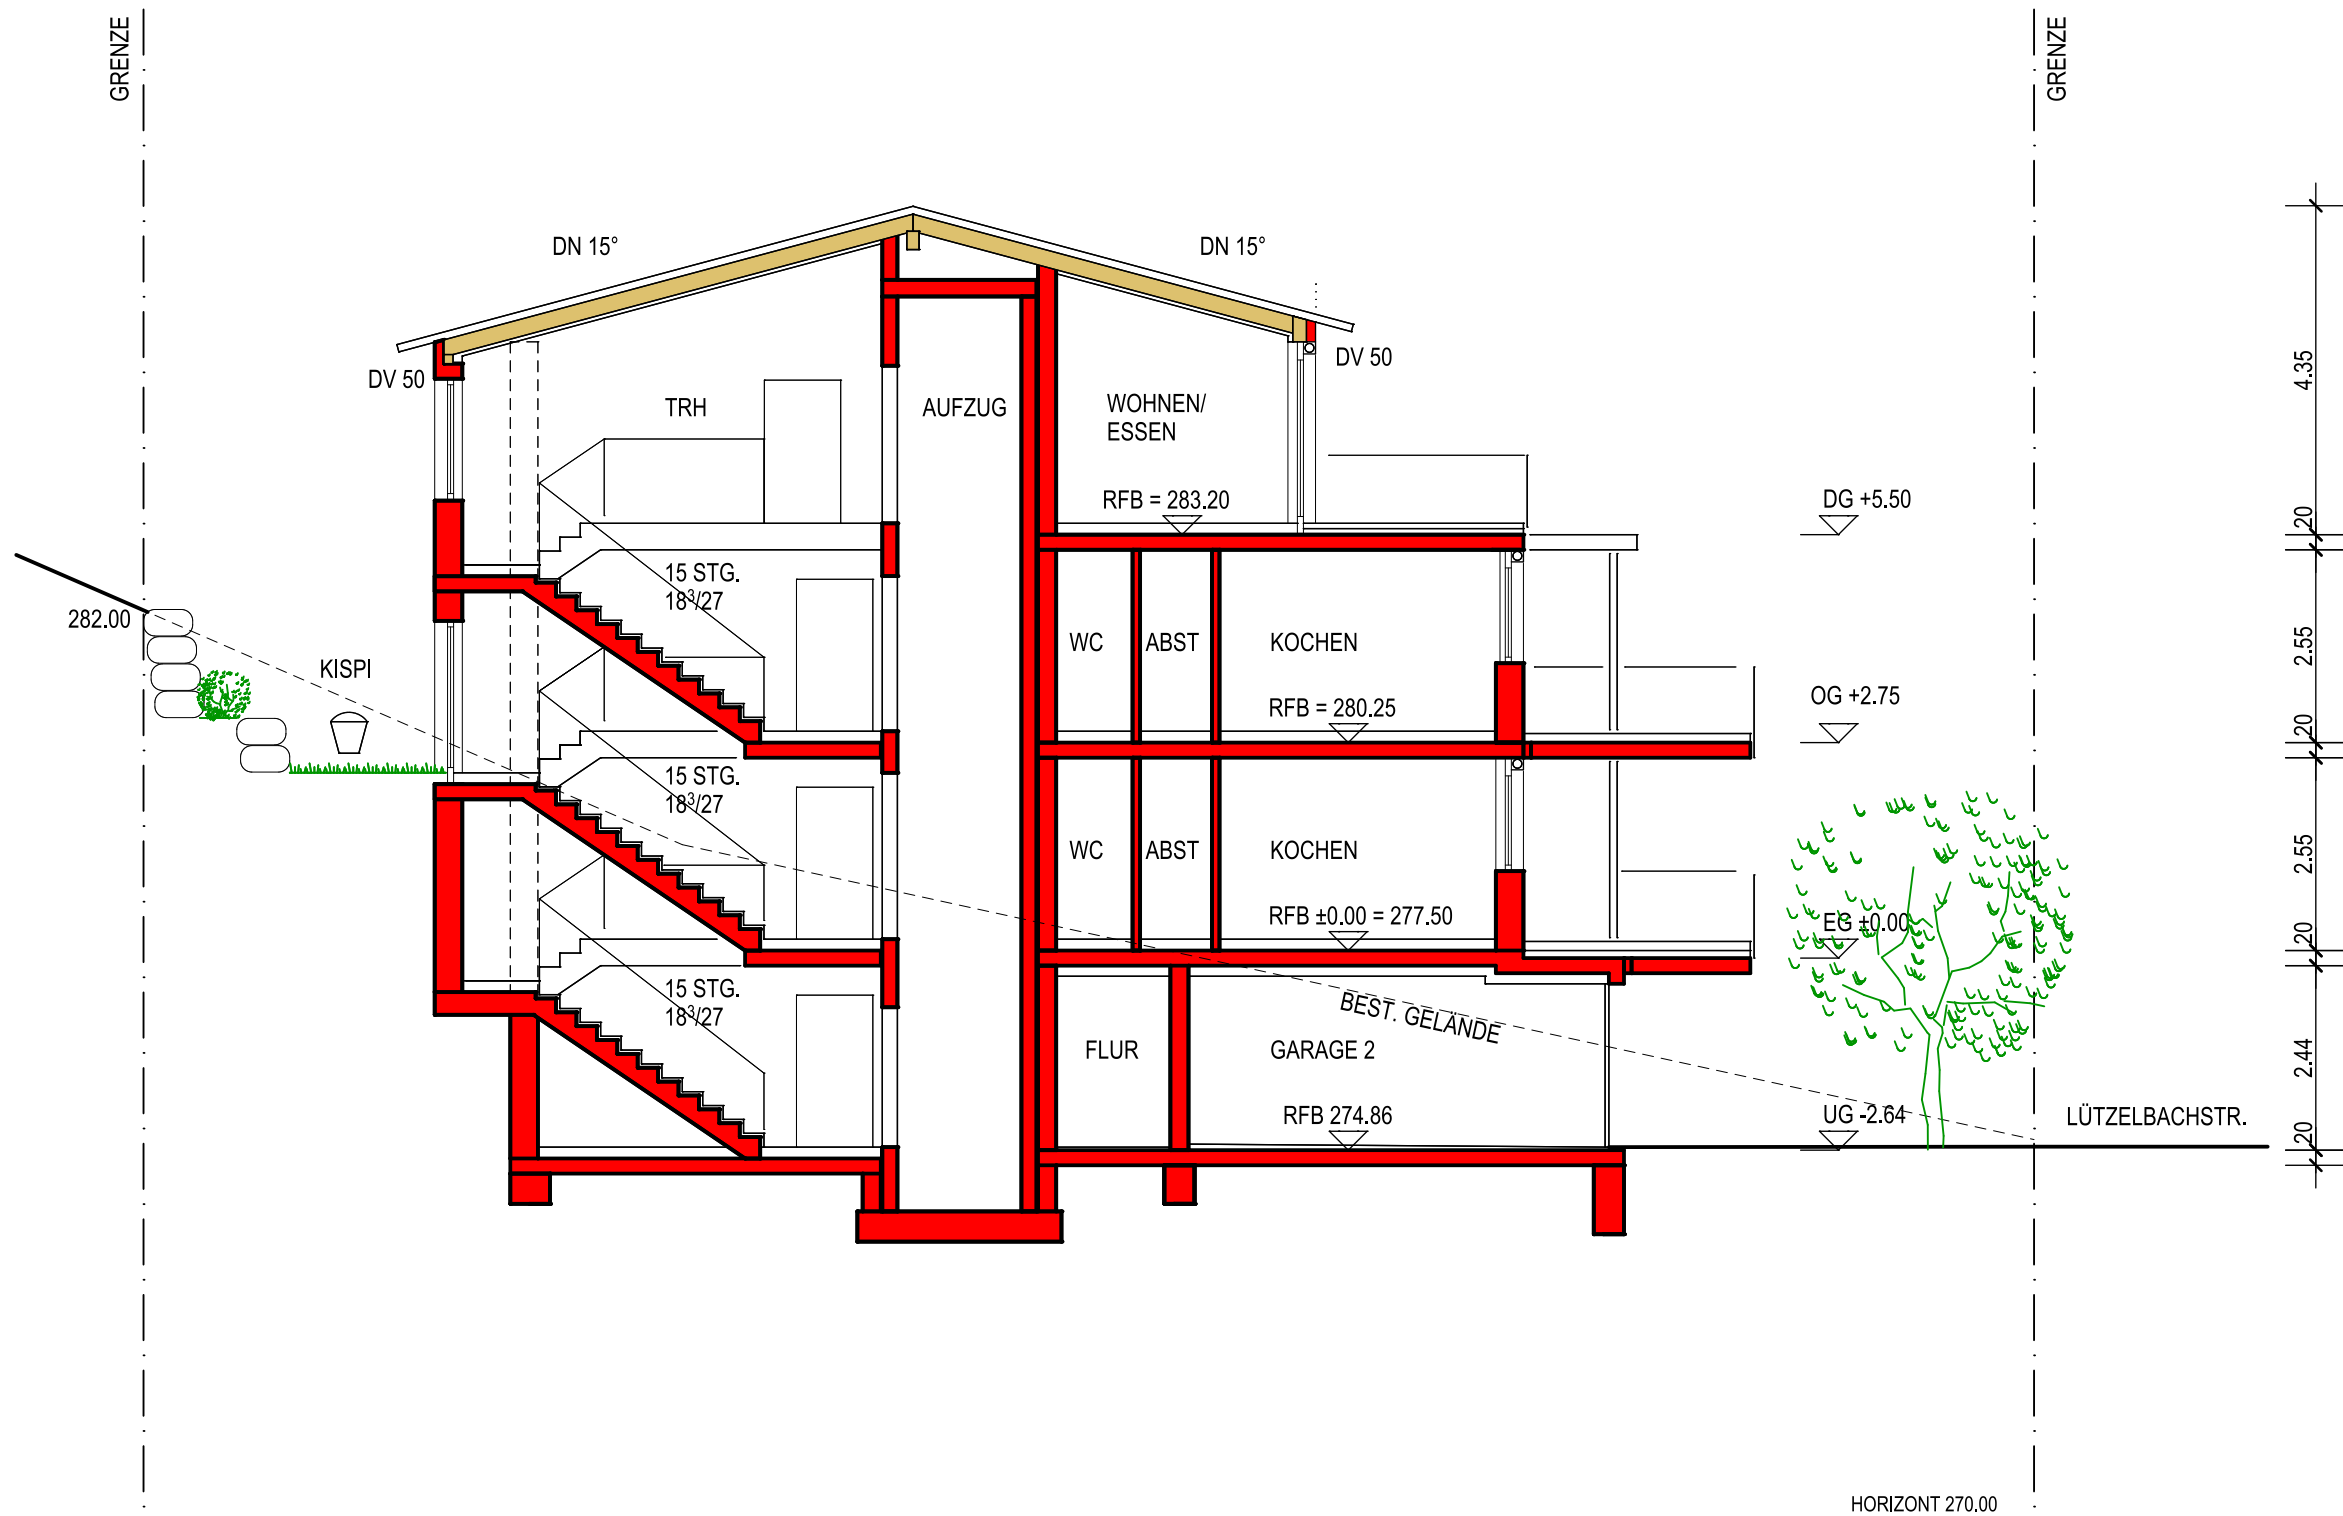 GRENZE
GRENZE
DN 15°
DN 15°
DV 50
DV 50
TRH
AUFZUG
WOHNEN/
ESSEN
4.35
RFB = 283.20
DG +5.50
20
15 STG.
18³/27
282.00
KISPI
WC
ABST
KOCHEN
2.55
RFB = 280.25
OG +2.75
20
15 STG.
18³/27
WC
ABST
KOCHEN
2.55
RFB ±0.00 = 277.50
EG ±0.00
20
15 STG.
18³/27
BEST. GELÄNDE
FLUR
GARAGE 2
2.44
RFB 274.86
UG -2.64
LÜTZELBACHSTR.
20
HORIZONT 270.00